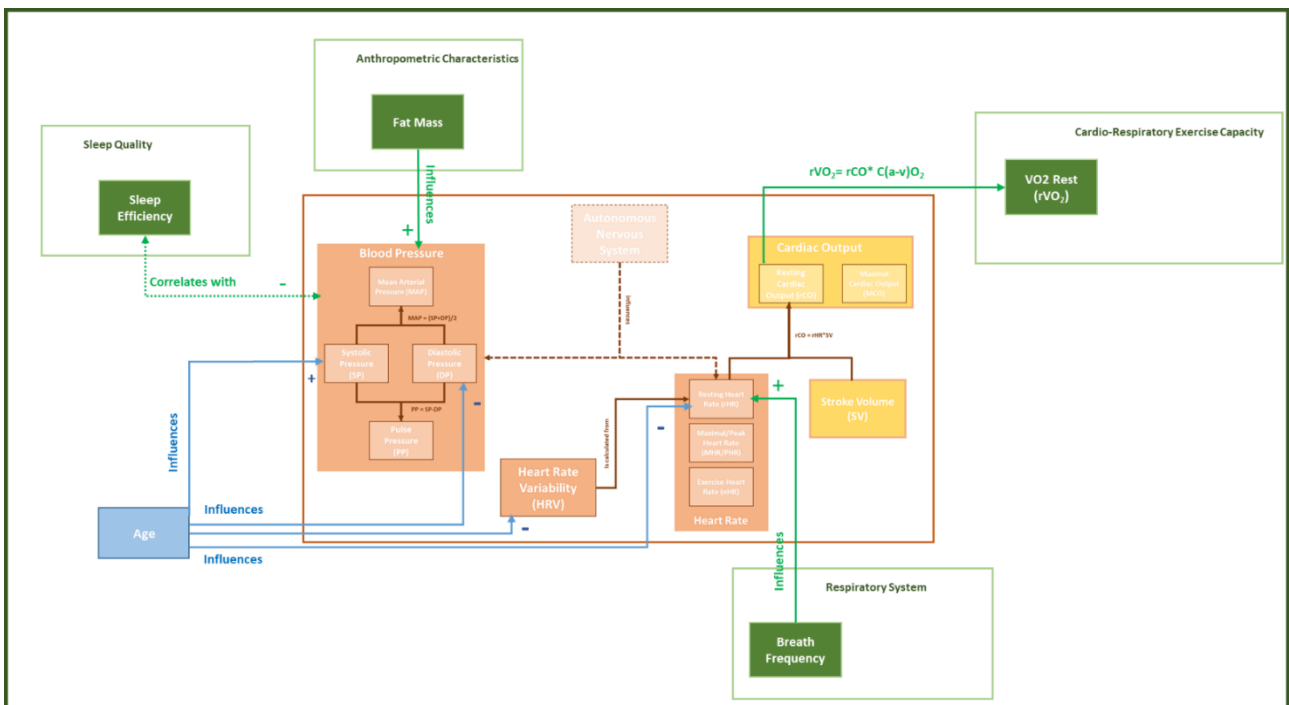 Anthropometric Characteristics
Fat Mass
Influences
+
Sleep Quality
Sleep
Efficiency
Correlates with
-
Cardio-Respiratory Exercise Capacity
VO2 Rest
(rVO₂)
rVO₂= rCO* C(a-v)O₂
Autonomous
Nervous
System
influences
Blood Pressure
Mean Arterial
Pressure (MAP)
MAP = (SP+DP)/2
Systolic
Pressure
(SP)
Diastolic
Pressure
(DP)
+
-
PP = SP-DP
Pulse
Pressure
(PP)
Cardiac Output
Resting
Cardiac
Output (rCO)
Maximal
Cardiac Output
(MCO)
rCO = rHR*SV
Stroke Volume
(SV)
Resting Heart
Rate (rHR)
+
-
Maximal/Peak
Heart Rate
(MHR/PHR)
Exercise Heart
Rate (eHR)
Heart Rate
Is calculated from
Heart Rate
Variability
(HRV)
-
Influences
Age
Influences
Influences
Influences
Respiratory System
Breath
Frequency